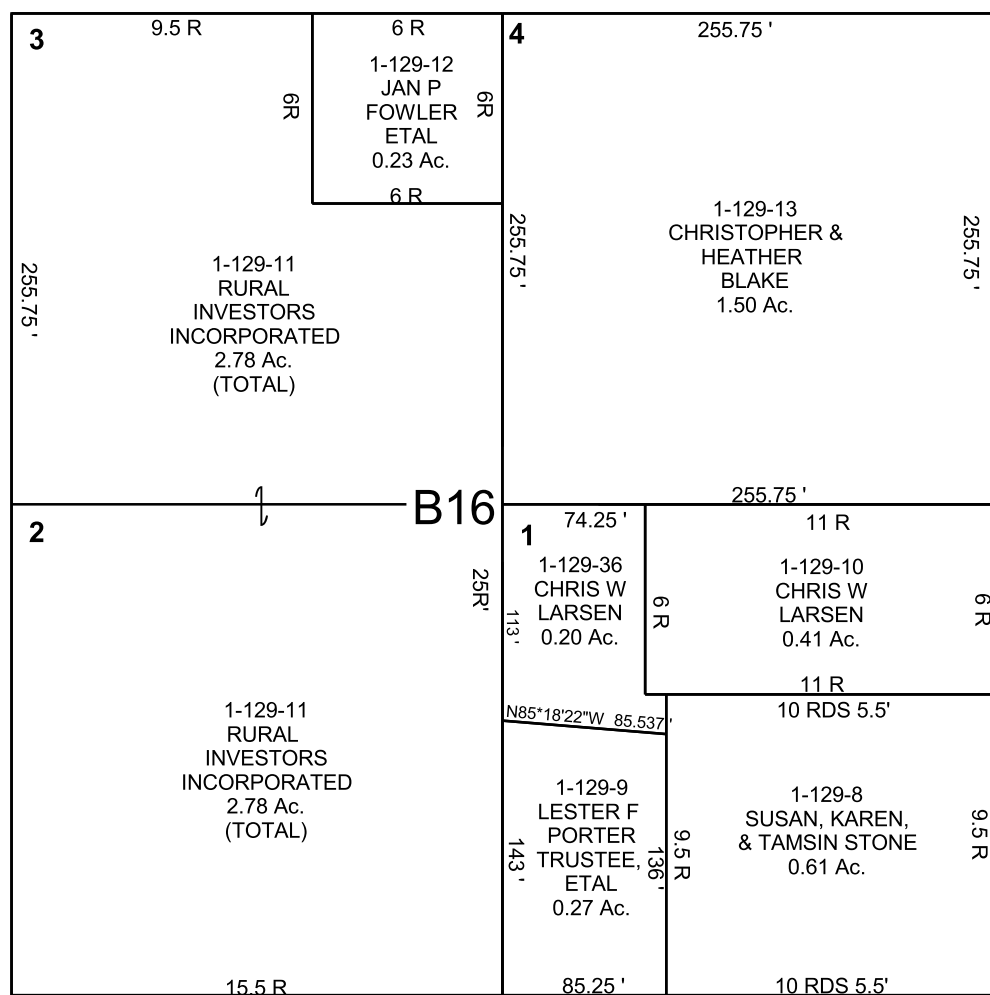 3
9.5 R
6 R
6R
1-129-12
JAN P
FOWLER
ETAL
0.23 Ac.
6R
6 R
255.75 '
1-129-11
RURAL
INVESTORS
INCORPORATED
2.78 Ac.
(TOTAL)
4
255.75 '
255.75 '
1-129-13
CHRISTOPHER &
HEATHER
BLAKE
1.50 Ac.
255.75 '
255.75 '
B16
2
25R'
1-129-11
RURAL
INVESTORS
INCORPORATED
2.78 Ac.
(TOTAL)
15.5 R
1
74.25 '
1-129-36
CHRIS W
LARSEN
0.20 Ac.
113 '
11 R
6 R
1-129-10
CHRIS W
LARSEN
0.41 Ac.
6 R
11 R
N85*18'22"W 85.537 '
1-129-9
LESTER F
PORTER
TRUSTEE,
ETAL
0.27 Ac.
143 '
136 '
85.25 '
10 RDS 5.5'
9.5 R
1-129-8
SUSAN, KAREN,
& TAMSIN STONE
0.61 Ac.
9.5 R
10 RDS 5.5'